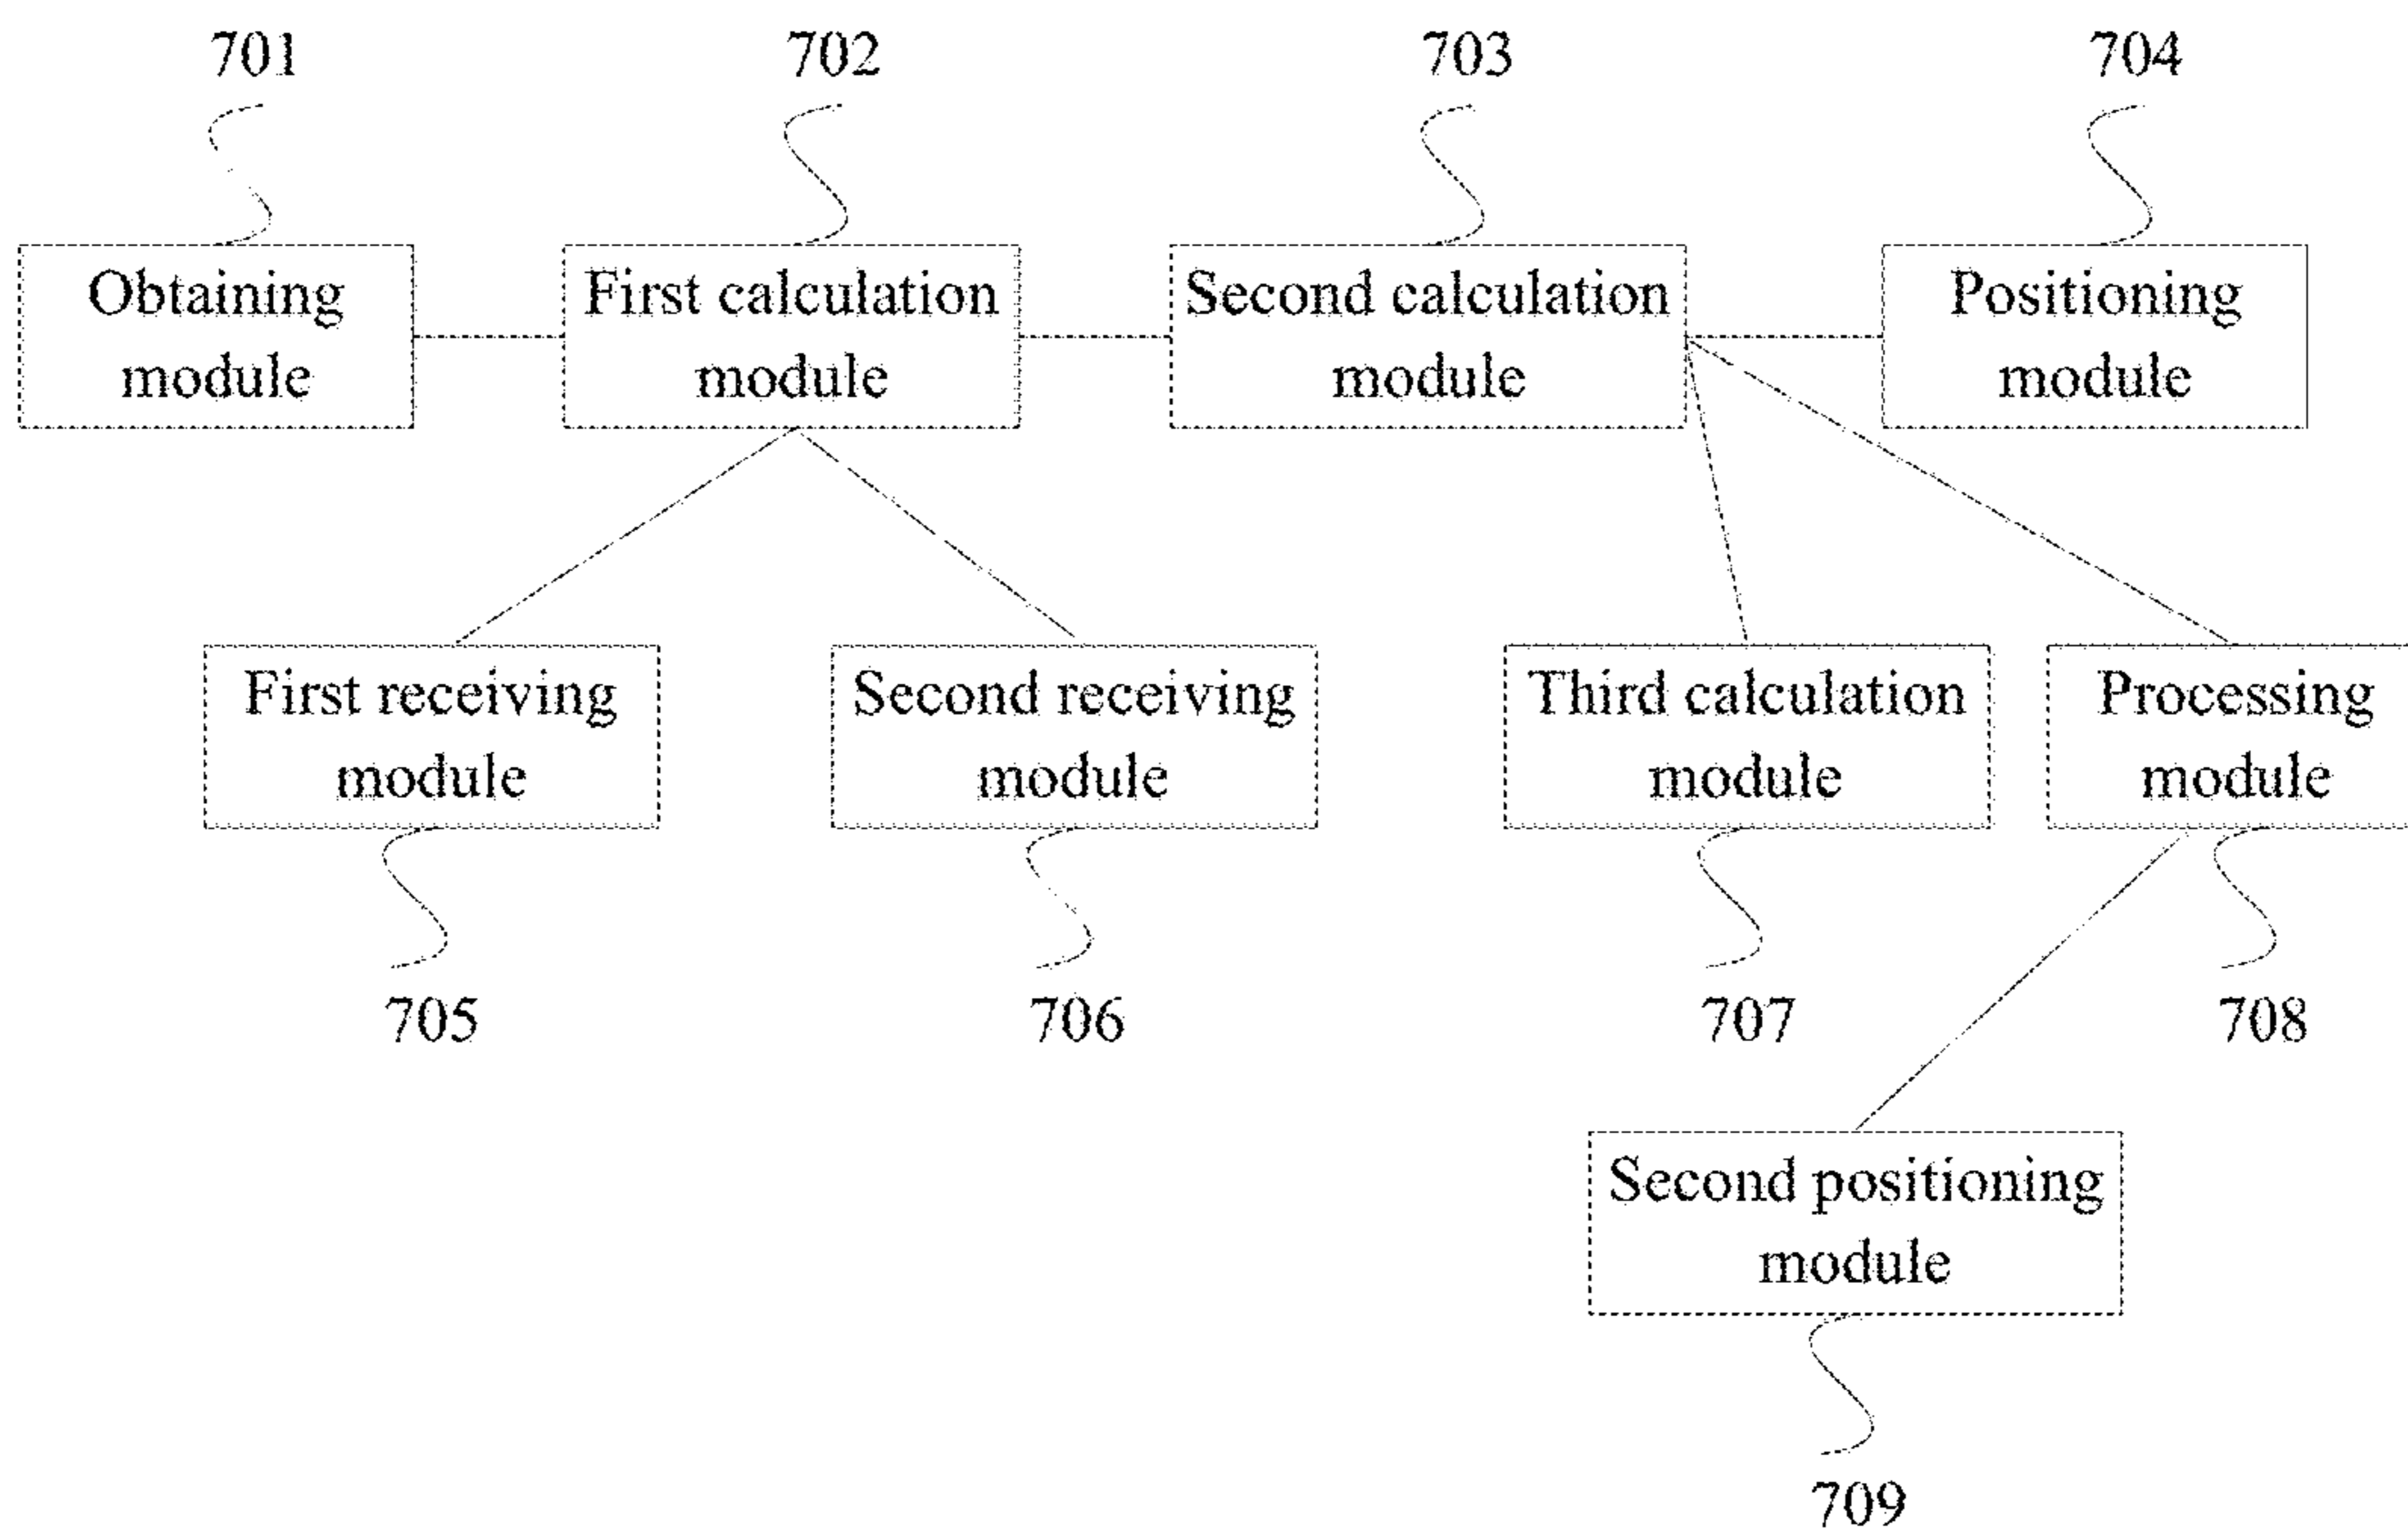 701
702
703
704
Obtaining
module
First calculation
module
Second calculation
module
Positioning
module
First receiving
module
Second receiving
module
Third calculation
module
Processing
module
705
706
707
708
Second positioning
module
709